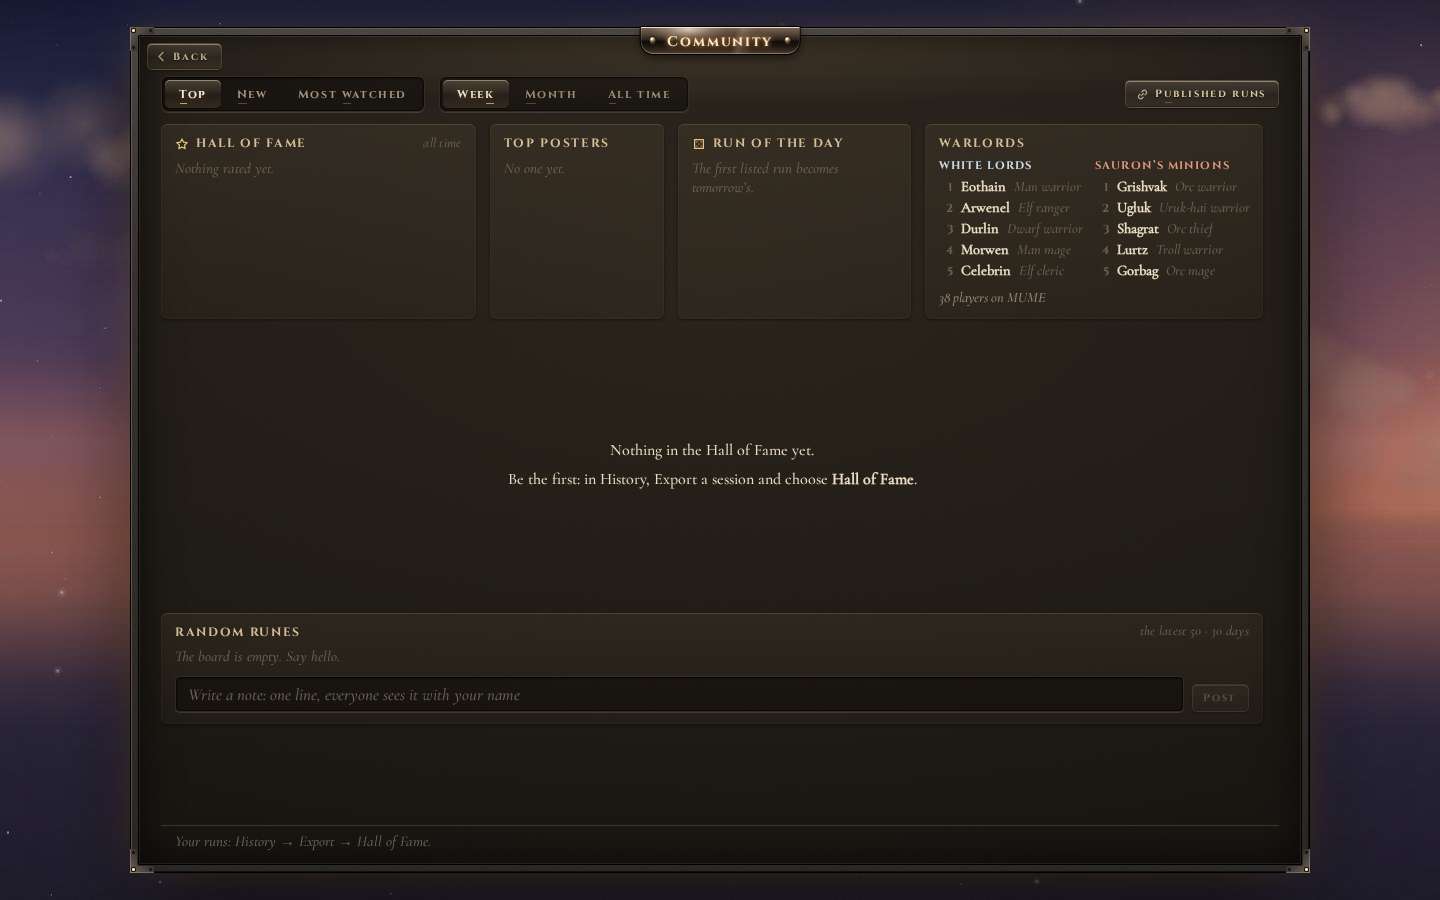 Community
Back
Top New Most watched Week Month All time Published runs
Hall of Fame all time
Nothing rated yet.
Top posters
No one yet.
Run of the day
The first listed run becomes
tomorrow's.
Warlords
White Lords
1 Eothain Man warrior
2 Arwenel Elf ranger
3 Durlin Dwarf warrior
4 Morwen Man mage
5 Celebrin Elf cleric
Sauron's Minions
1 Grishvak Orc warrior
2 Ugluk Uruk-hai warrior
3 Shagrat Orc thief
4 Lurtz Troll warrior
5 Gorbag Orc mage
38 players on MUME
Nothing in the Hall of Fame yet.
Be the first: in History, Export a session and choose Hall of Fame.
Random runes the latest 50 · 30 days
The board is empty. Say hello.
Write a note: one line, everyone sees it with your name
Post
Your runs: History → Export → Hall of Fame.